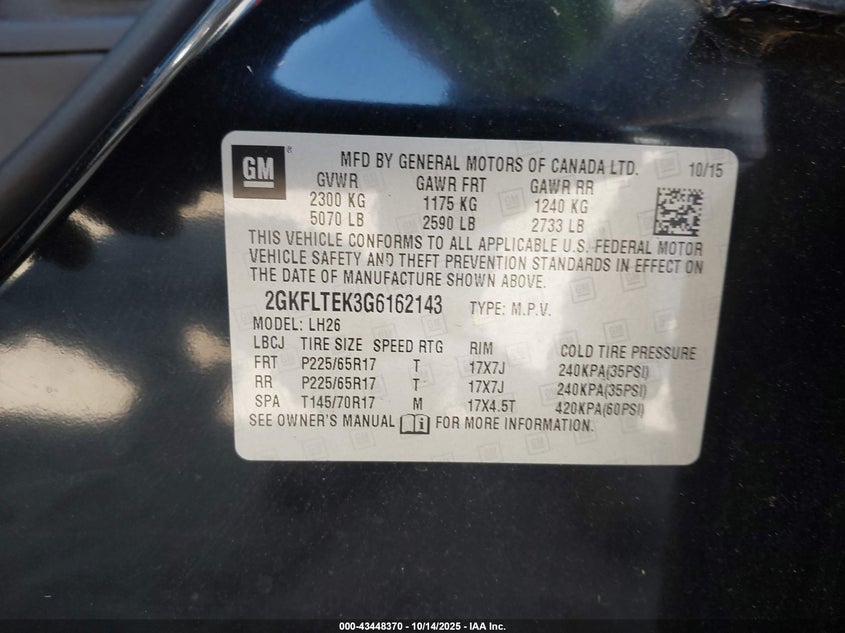 GM
®
MFD BY GENERAL MOTORS OF CANADA LTD. 10/15
GVWR GAWR FRT GAWR RR
2300 KG 1175 KG 1240 KG
5070 LB 2590 LB 2733 LB
THIS VEHICLE CONFORMS TO ALL APPLICABLE U.S. FEDERAL MOTOR
VEHICLE SAFETY AND THEFT PREVENTION STANDARDS IN EFFECT ON
THE DATE OF MANUFACTURE SHOWN ABOVE.
2GKFLTEK3G6162143 TYPE: M.P.V.
MODEL: LH26
LBCJ TIRE SIZE SPEED RTG RIM COLD TIRE PRESSURE
FRT P225/65R17 T 17X7J 240KPA(35PSI)
RR P225/65R17 T 17X7J 240KPA(35PSI)
SPA T145/70R17 M 17X4.5T 420KPA(60PSI)
SEE OWNER'S MANUAL FOR MORE INFORMATION.
000-43448370 | 10/14/2025 - IAA Inc.